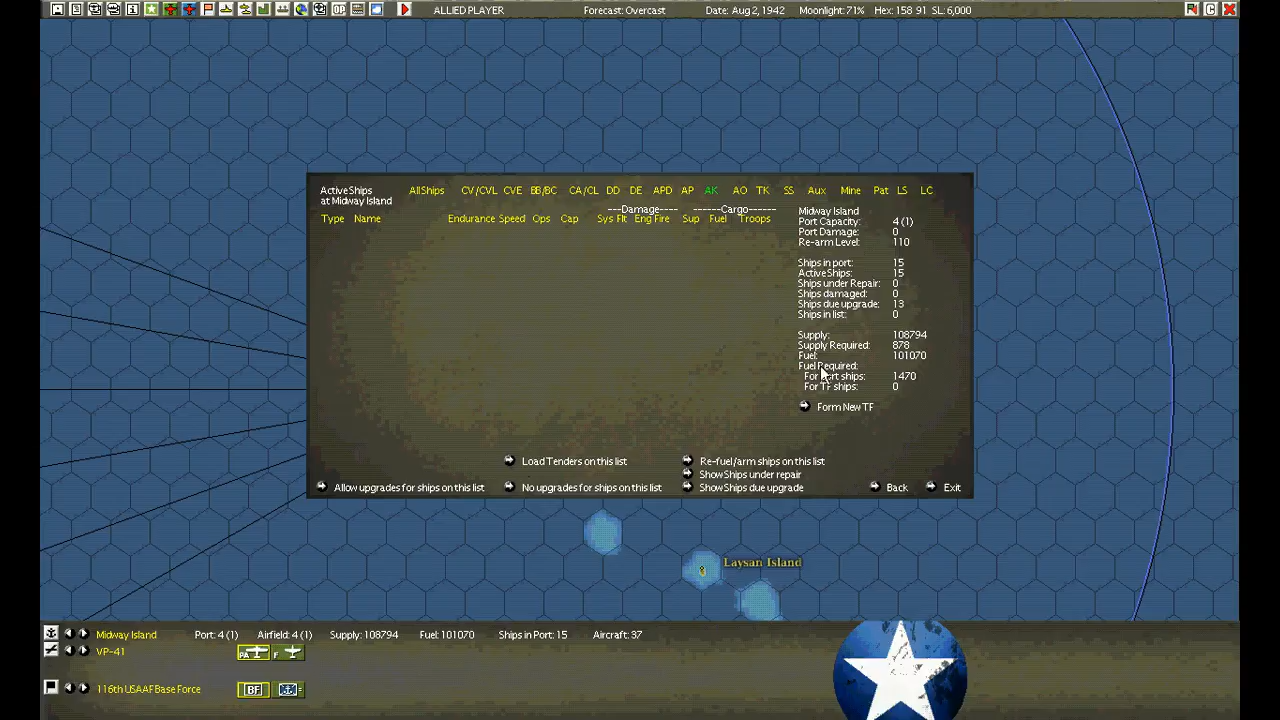 ALLIED PLAYER Forecast: Overcast Date: Aug 2, 1942 Moonlight: 71% Hex: 158 91 SL: 6,000
Active Ships
at Midway Island
All Ships CV/CVL CVE BB/BC CA/CL DD DE APD AP AK AO TK SS Aux Mine Pat LS LC
---Damage---- ------Cargo------
Type Name Endurance Speed Ops Cap Sys Flt Eng Fire Sup Fuel Troops
Midway Island
Port Capacity: 4 (1)
Port Damage: 0
Re-arm Level: 110
Ships in port: 15
Active Ships: 15
Ships under Repair: 0
Ships damaged: 0
Ships due upgrade: 13
Ships in list: 0
Supply: 108794
Supply Required: 878
Fuel: 101070
Fuel Required:
For Port ships: 1470
For TF ships: 0
Form New TF
Load Tenders on this list
Re-fuel/arm ships on this list
Show Ships under repair
Allow upgrades for ships on this list
No upgrades for ships on this list
Show Ships due upgrade
Back
Exit
Laysan Island
Midway Island Port: 4 (1) Airfield: 4 (1) Supply: 108794 Fuel: 101070 Ships in Port: 15 Aircraft: 37
VP-41 PA F
116th USAAF Base Force BF